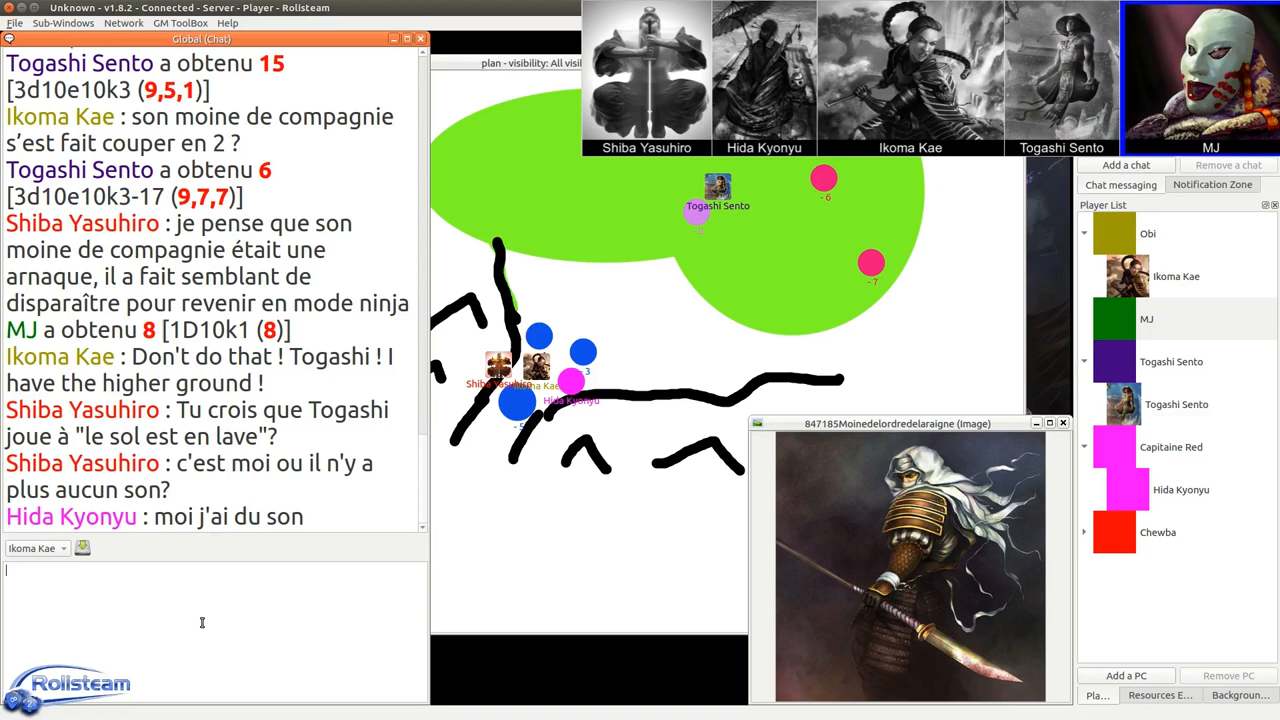 Unknown - v1.8.2 - Connected - Server - Player - Rolisteam
File Sub-Windows Network GM ToolBox Help
Global (Chat)
Togashi Sento a obtenu 15
[3d10e10k3 (9,5,1)]
Ikoma Kae : son moine de compagnie
s’est fait couper en 2 ?
Togashi Sento a obtenu 6
[3d10e10k3-17 (9,7,7)]
Shiba Yasuhiro : je pense que son
moine de compagnie était une
arnaque, il a fait semblant de
disparaître pour revenir en mode ninja
MJ a obtenu 8 [1D10k1 (8)]
Ikoma Kae : Don't do that ! Togashi ! I
have the higher ground !
Shiba Yasuhiro : Tu crois que Togashi
joue à "le sol est en lave"?
Shiba Yasuhiro : c'est moi ou il n'y a
plus aucun son?
Hida Kyonyu : moi j'ai du son
Ikoma Kae
Rolisteam
plan - visibility: All visi
Shiba Yasuhiro
Hida Kyonyu
Ikoma Kae
Togashi Sento
MJ
Togashi Sento
- 6
- 7
- 3
Shiba Yasuhiro
Hida Kyonyu
847185Moinedelordredelaraigne (Image)
Add a chat Remove a chat
Chat messaging Notification Zone
Player List
Obi
Ikoma Kae
MJ
Togashi Sento
Togashi Sento
Capitaine Red
Hida Kyonyu
Chewba
Add a PC Remove PC
Pla... Resources E... Backgroun...